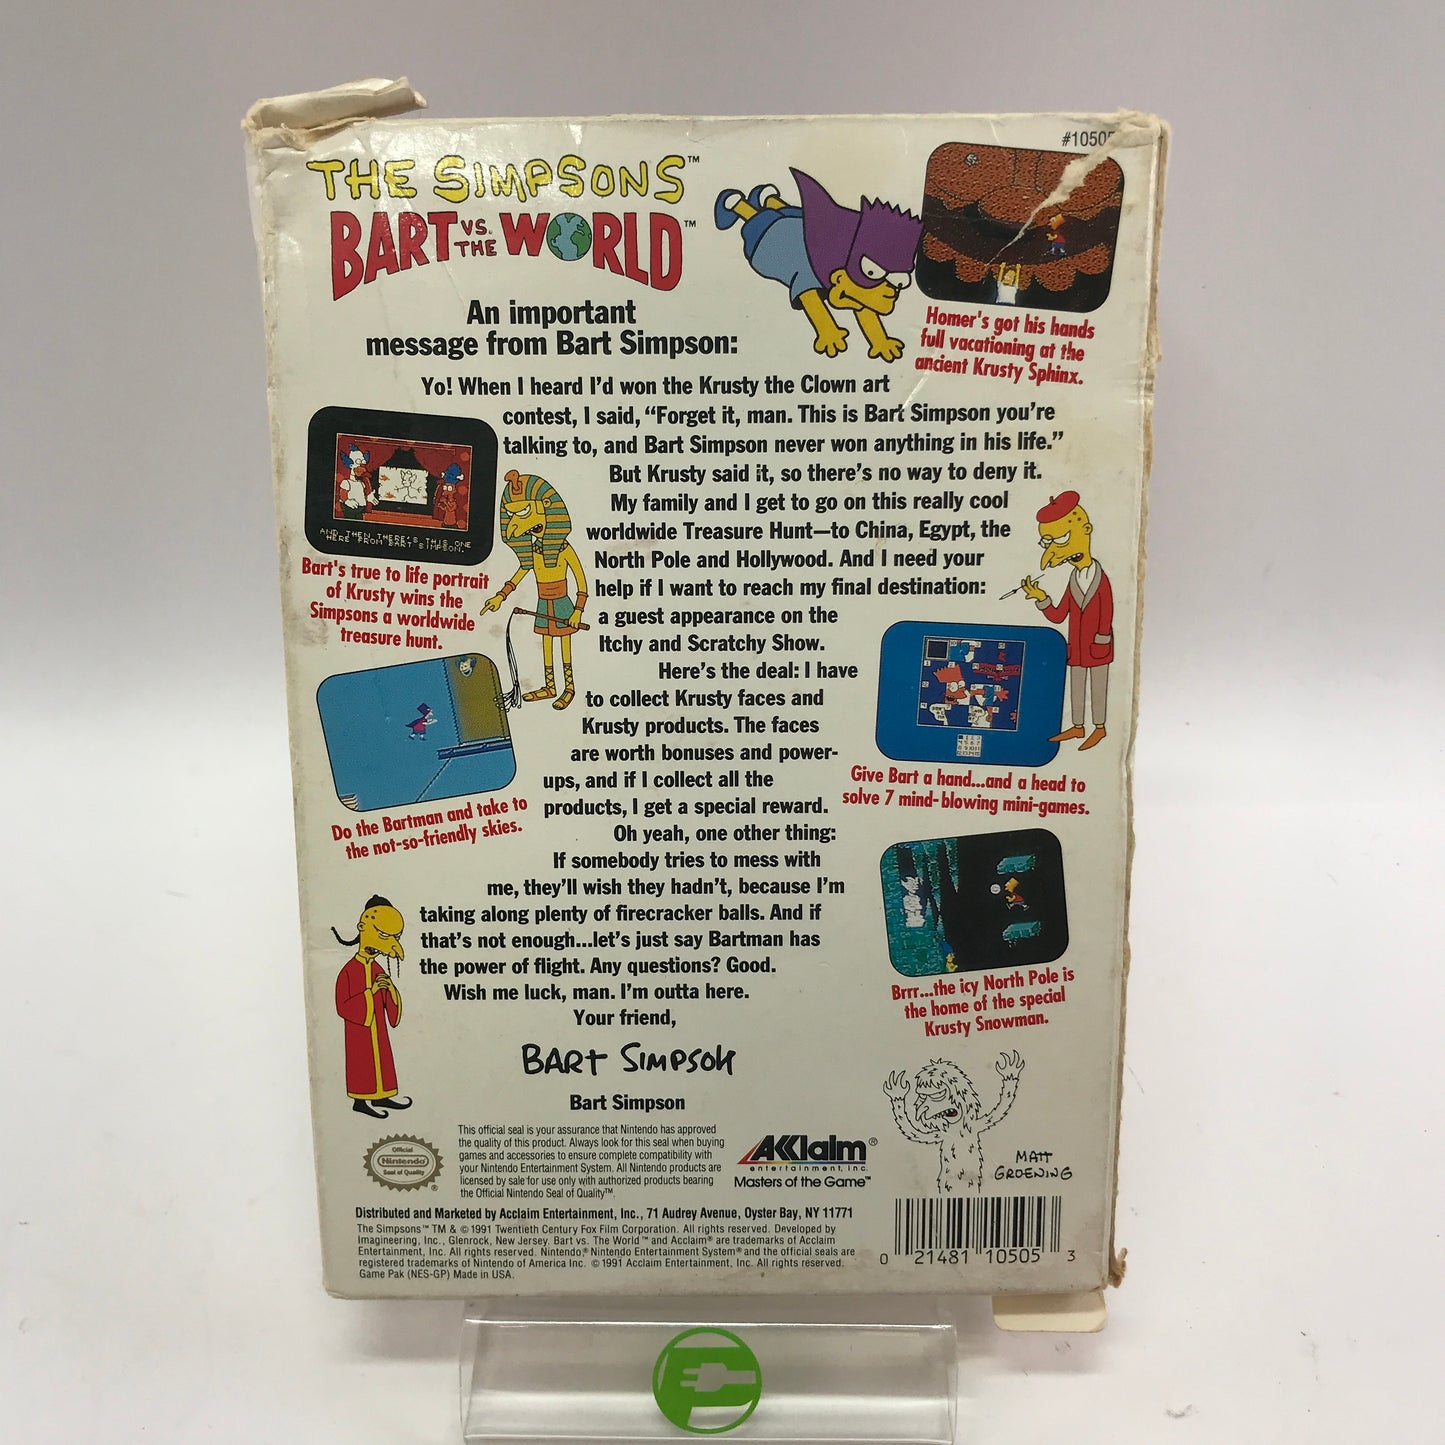 #10505
THE SIMPSONS™
BART VS. THE WORLD™
An important
message from Bart Simpson:
Yo! When I heard I'd won the Krusty the Clown art
contest, I said, “Forget it, man. This is Bart Simpson you're
talking to, and Bart Simpson never won anything in his life.”
But Krusty said it, so there's no way to deny it.
My family and I get to go on this really cool
worldwide Treasure Hunt—to China, Egypt, the
North Pole and Hollywood. And I need your
help if I want to reach my final destination:
a guest appearance on the
Itchy and Scratchy Show.
Here's the deal: I have
to collect Krusty faces and
Krusty products. The faces
are worth bonuses and power-
ups, and if I collect all the
products, I get a special reward.
Oh yeah, one other thing:
If somebody tries to mess with
me, they'll wish they hadn't, because I'm
taking along plenty of firecracker balls. And if
that's not enough...let's just say Bartman has
the power of flight. Any questions? Good.
Wish me luck, man. I'm outta here.
Your friend,
BART SIMPSON
Bart Simpson
Homer's got his hands
full vacationing at the
ancient Krusty Sphinx.
AND THEN THERE'S THIS ONE
HERE FROM BART SIMPSON.
Bart's true to life portrait
of Krusty wins the
Simpsons a worldwide
treasure hunt.
Do the Bartman and take to
the not-so-friendly skies.
Give Bart a hand...and a head to
solve 7 mind-blowing mini-games.
Brrr...the icy North Pole is
the home of the special
Krusty Snowman.
MATT
GROENING
Official
Nintendo
Seal of Quality
®
This official seal is your assurance that Nintendo has approved
the quality of this product. Always look for this seal when buying
games and accessories to ensure complete compatibility with
your Nintendo Entertainment System. All Nintendo products are
licensed by sale for use only with authorized products bearing
the Official Nintendo Seal of Quality™.
AKKlaim®
entertainment, inc.
Masters of the Game™
Distributed and Marketed by Acclaim Entertainment, Inc., 71 Audrey Avenue, Oyster Bay, NY 11771
The Simpsons™ TM & © 1991 Twentieth Century Fox Film Corporation. All rights reserved. Developed by
Imagineering, Inc., Glenrock, New Jersey. Bart vs. The World™ and Acclaim® are trademarks of Acclaim
Entertainment, Inc. All rights reserved. Nintendo,® Nintendo Entertainment System® and the official seals are
registered trademarks of Nintendo of America Inc. © 1991 Acclaim Entertainment, Inc. All rights reserved.
Game Pak (NES-GP) Made in USA.
0 21481 10505 3